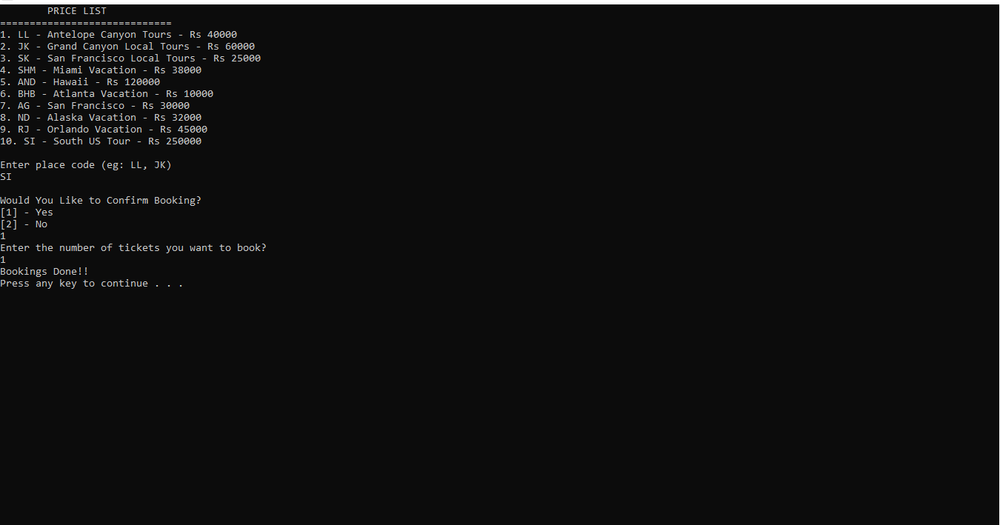 PRICE LIST
=============================
1. LL - Antelope Canyon Tours - Rs 40000
2. JK - Grand Canyon Local Tours - Rs 60000
3. SK - San Francisco Local Tours - Rs 25000
4. SHM - Miami Vacation - Rs 38000
5. AND - Hawaii - Rs 120000
6. BHB - Atlanta Vacation - Rs 10000
7. AG - San Francisco - Rs 30000
8. ND - Alaska Vacation - Rs 32000
9. RJ - Orlando Vacation - Rs 45000
10. SI - South US Tour - Rs 250000
Enter place code (eg: LL, JK)
SI
Would You Like to Confirm Booking?
[1] - Yes
[2] - No
1
Enter the number of tickets you want to book?
1
Bookings Done!!
Press any key to continue . . .